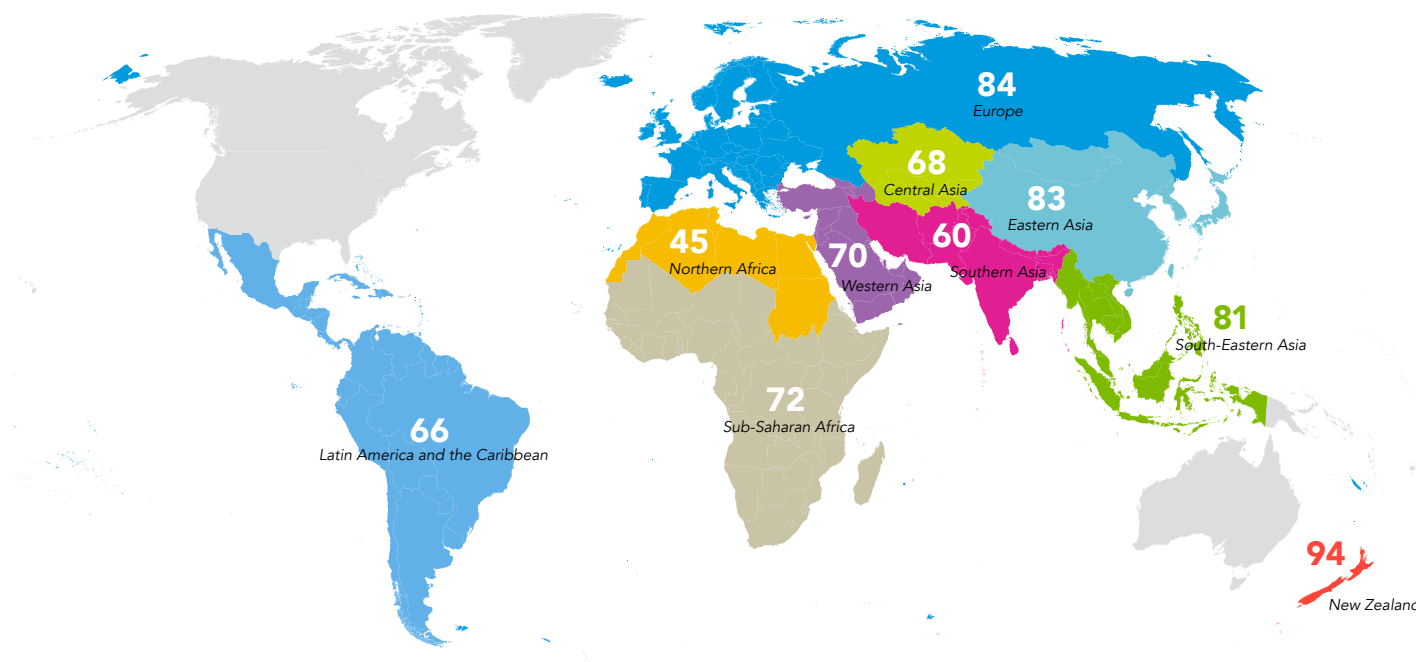 84
Europe
68
Central Asia
83
Eastern Asia
45
Northern Africa
60
Southern Asia
70
Western Asia
81
South-Eastern Asia
72
Sub-Saharan Africa
66
Latin America and the Caribbean
94
New Zealand